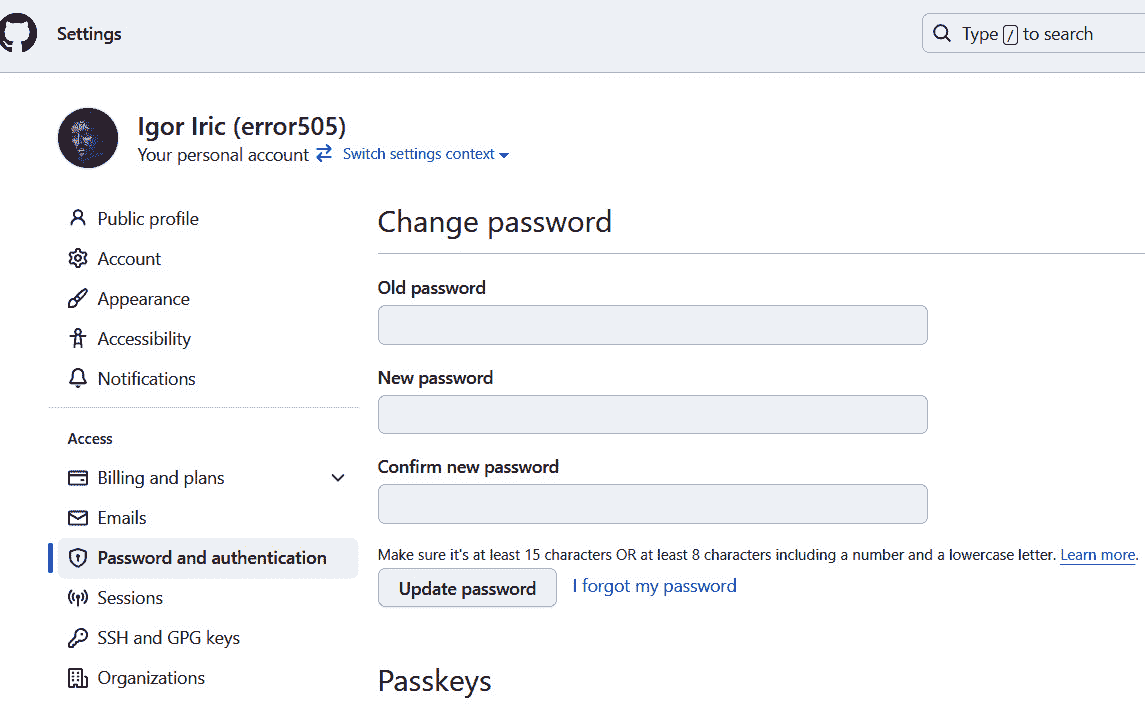 Settings
Type / to search
Igor Iric (error505)
Your personal account Switch settings context
Public profile
Account
Appearance
Accessibility
Notifications
Access
Billing and plans
Emails
Password and authentication
Sessions
SSH and GPG keys
Organizations
Change password
Old password
New password
Confirm new password
Make sure it's at least 15 characters OR at least 8 characters including a number and a lowercase letter. Learn more.
Update password I forgot my password
Passkeys